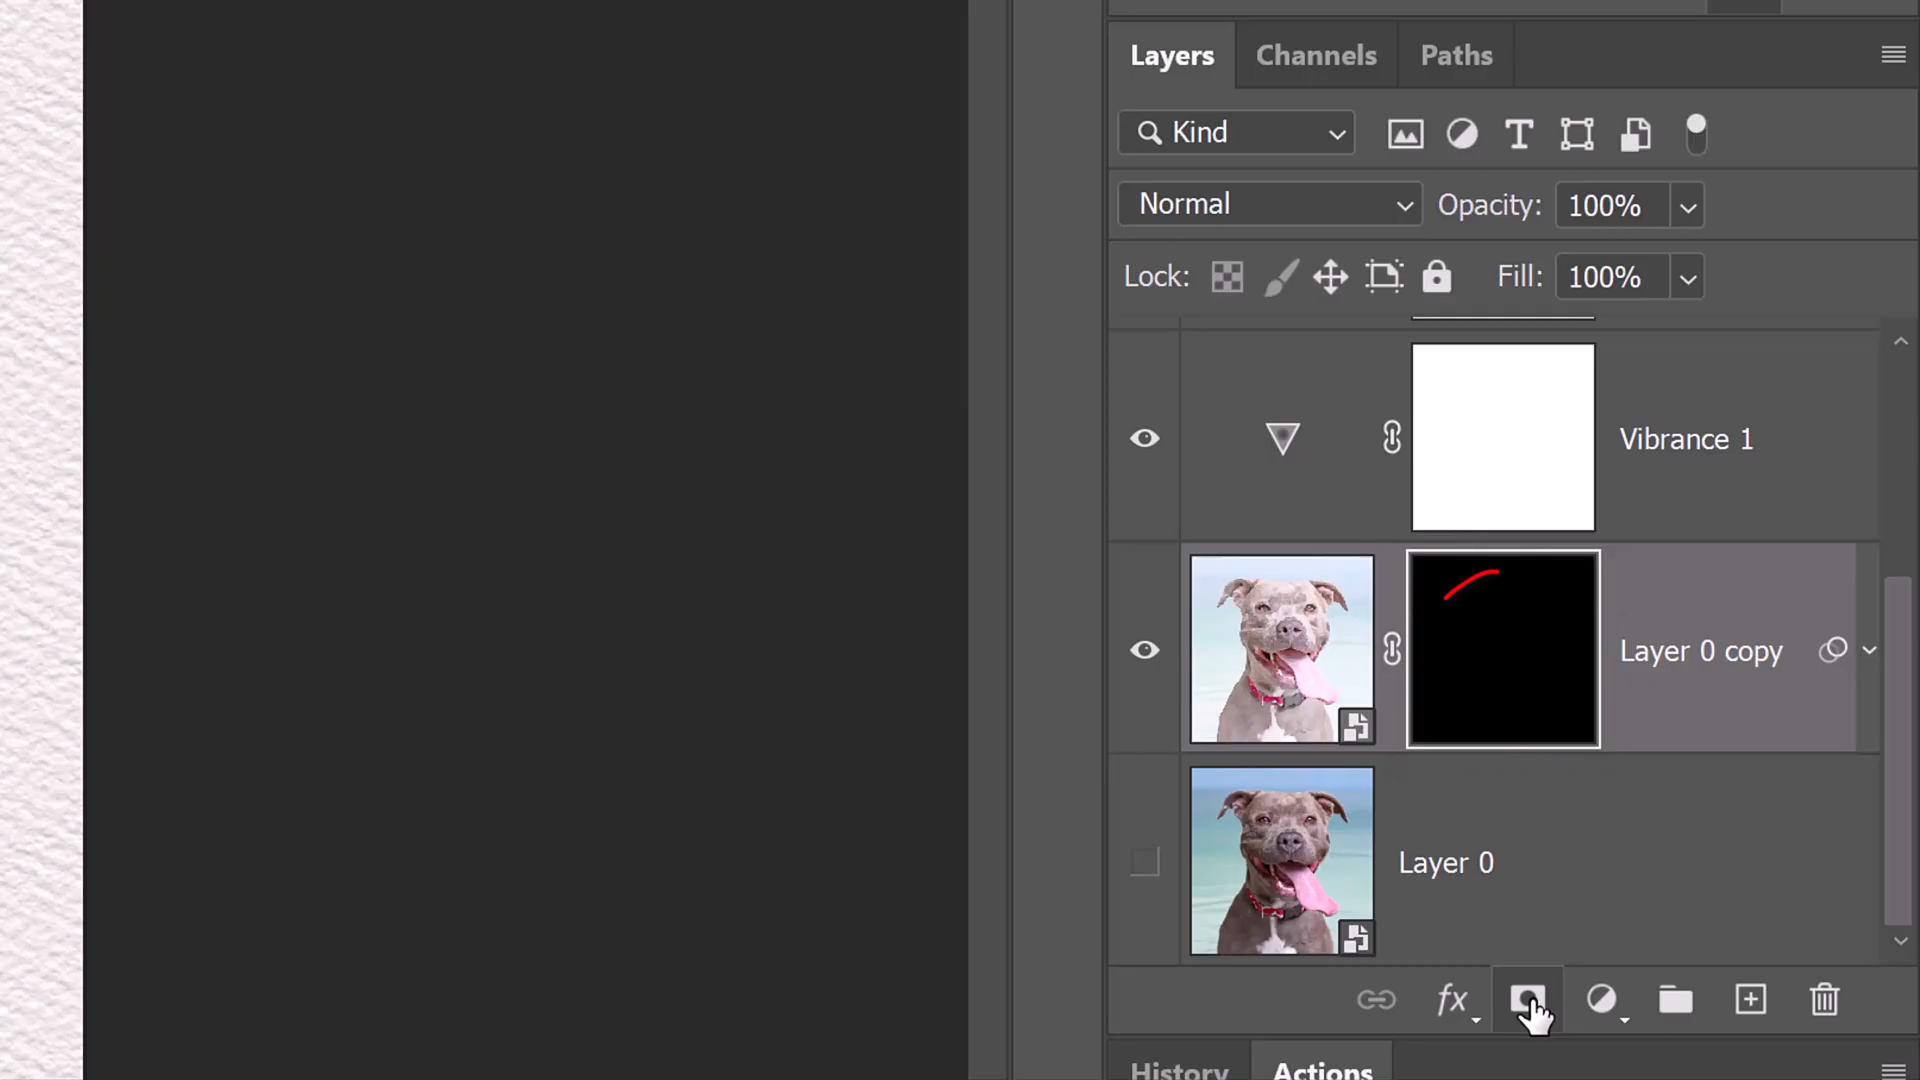 Layers Channels Paths
Kind
Normal Opacity: 100%
Lock: Fill: 100%
Vibrance 1
Layer 0 copy
Layer 0
fx
History Actions